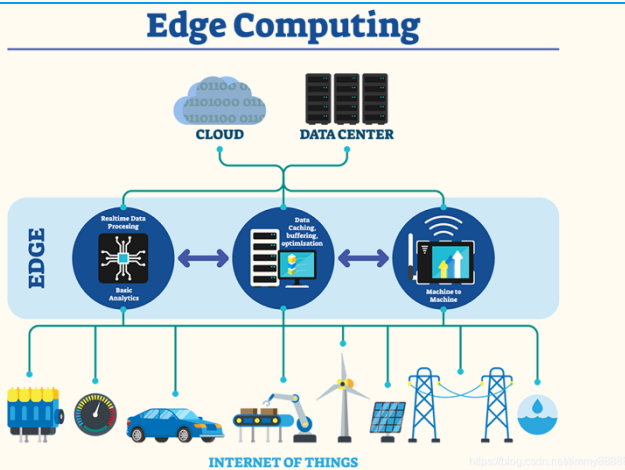 Edge Computing
CLOUD
DATA CENTER
EDGE
Realtime Data
Procesing
Basic
Analytics
Data
Caching,
buffering,
optimization
Machine to
Machine
INTERNET OF THINGS